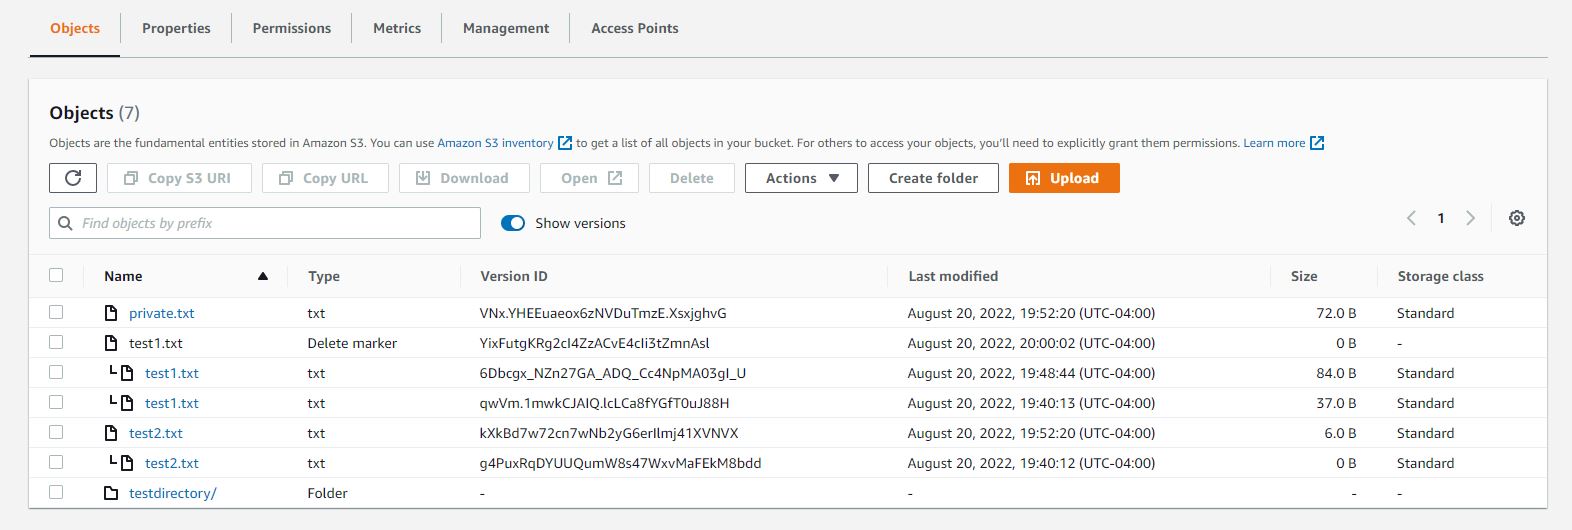 Objects Properties Permissions Metrics Management Access Points
Objects (7)
Objects are the fundamental entities stored in Amazon S3. You can use Amazon S3 inventory to get a list of all objects in your bucket. For others to access your objects, you'll need to explicitly grant them permissions. Learn more
Copy S3 URI Copy URL Download Open Delete Actions Create folder Upload
Find objects by prefix Show versions 1
Name Type Version ID Last modified Size Storage class
private.txt txt VNx.YHEEuaeox6zNVDuTmzE.XsxjghvG August 20, 2022, 19:52:20 (UTC-04:00) 72.0 B Standard
test1.txt Delete marker YixFutgKRg2cI4ZzACvE4cIi3tZmnAsl August 20, 2022, 20:00:02 (UTC-04:00) 0 B -
test1.txt txt 6Dbcgx_NZn27GA_ADQ_Cc4NpMA03gI_U August 20, 2022, 19:48:44 (UTC-04:00) 84.0 B Standard
test1.txt txt qwVm.1mwkCJAIQ.lcLCa8fYGfT0uJ88H August 20, 2022, 19:40:13 (UTC-04:00) 37.0 B Standard
test2.txt txt kXkBd7w72cn7wNb2yG6erIlmj41XVNVX August 20, 2022, 19:52:20 (UTC-04:00) 6.0 B Standard
test2.txt txt g4PuxRqDYUUQumW8s47WxvMaFEkM8bdd August 20, 2022, 19:40:12 (UTC-04:00) 0 B Standard
testdirectory/ Folder - - - -